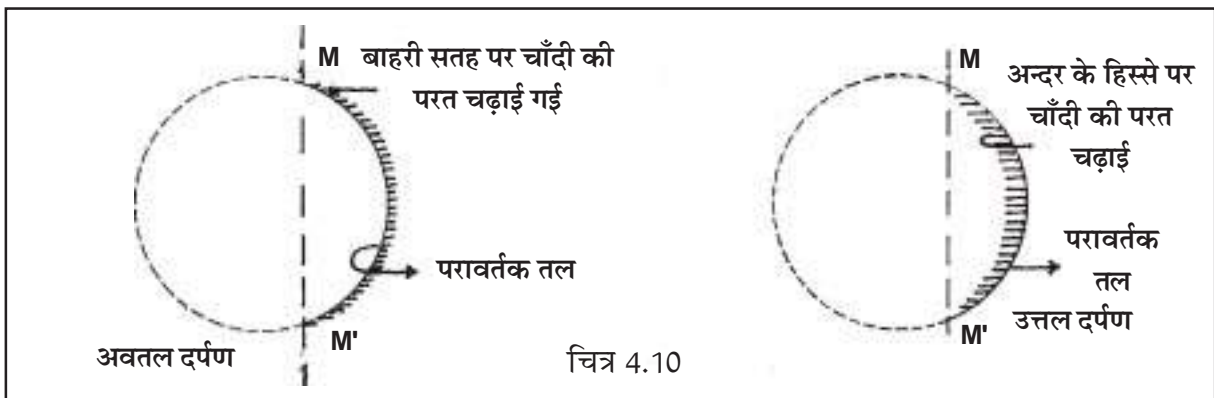 M
बाहरी सतह पर चाँदी की
परत चढ़ाई गई
परावर्तक तल
M'
अवतल दर्पण
M
अन्दर के हिस्से पर
चाँदी की परत
चढ़ाई
परावर्तक
तल
M'
उत्तल दर्पण
चित्र 4.10